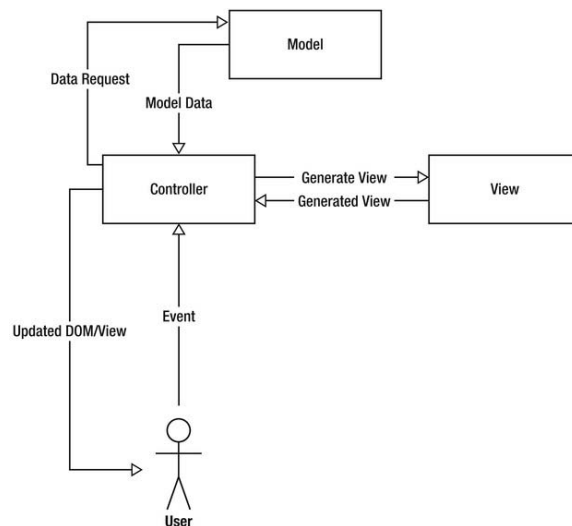 Model
Data Request
Model Data
Controller
Generate View
Generated View
View
Event
Updated DOM/View
User